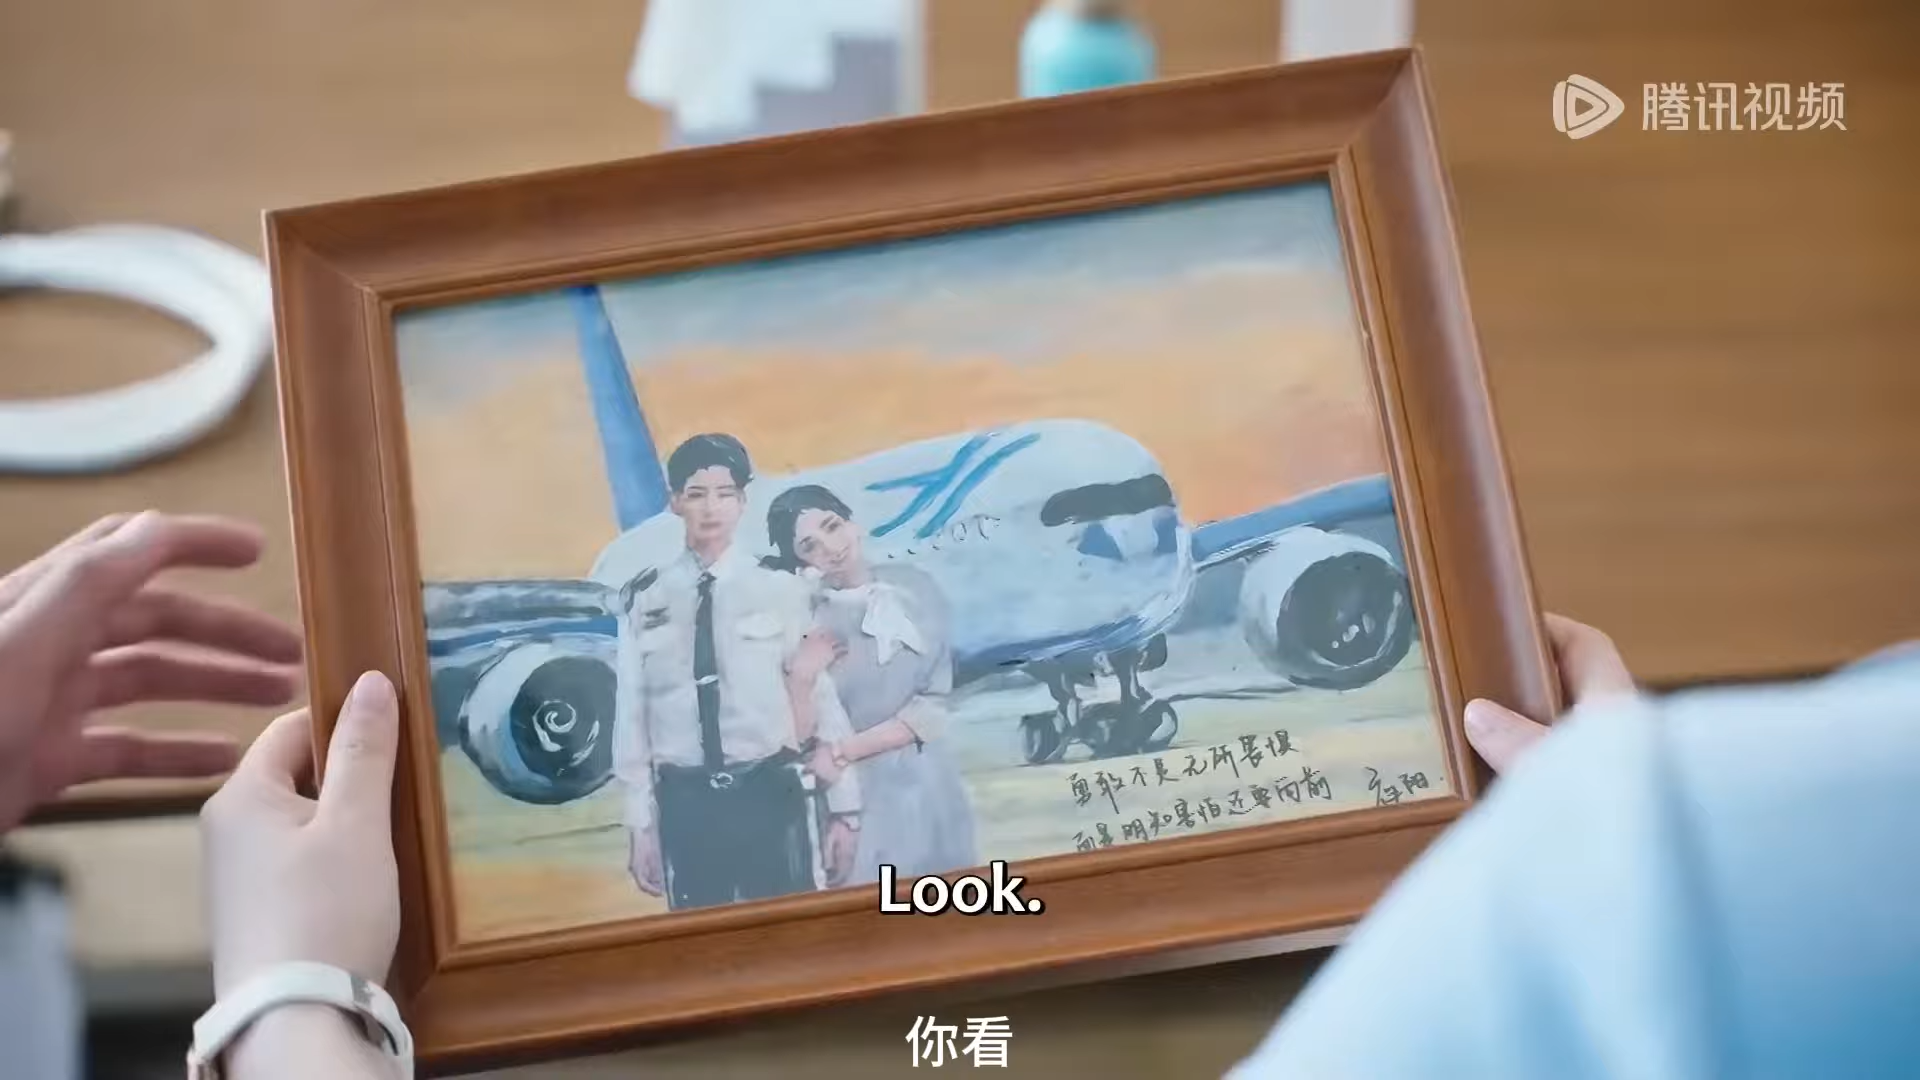 腾讯视频
勇敢不是无所畏惧
而是明知害怕还要向前
Look.
你看